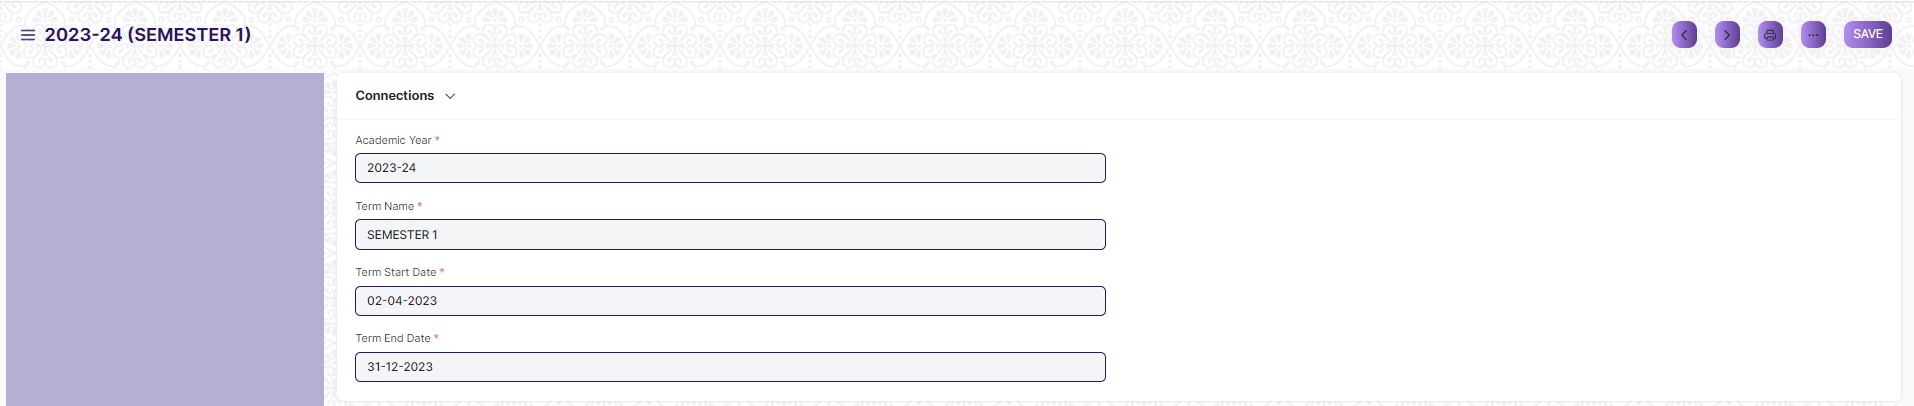 2023-24 (SEMESTER 1)
SAVE
Connections
Academic Year *
2023-24
Term Name *
SEMESTER 1
Term Start Date *
02-04-2023
Term End Date *
31-12-2023